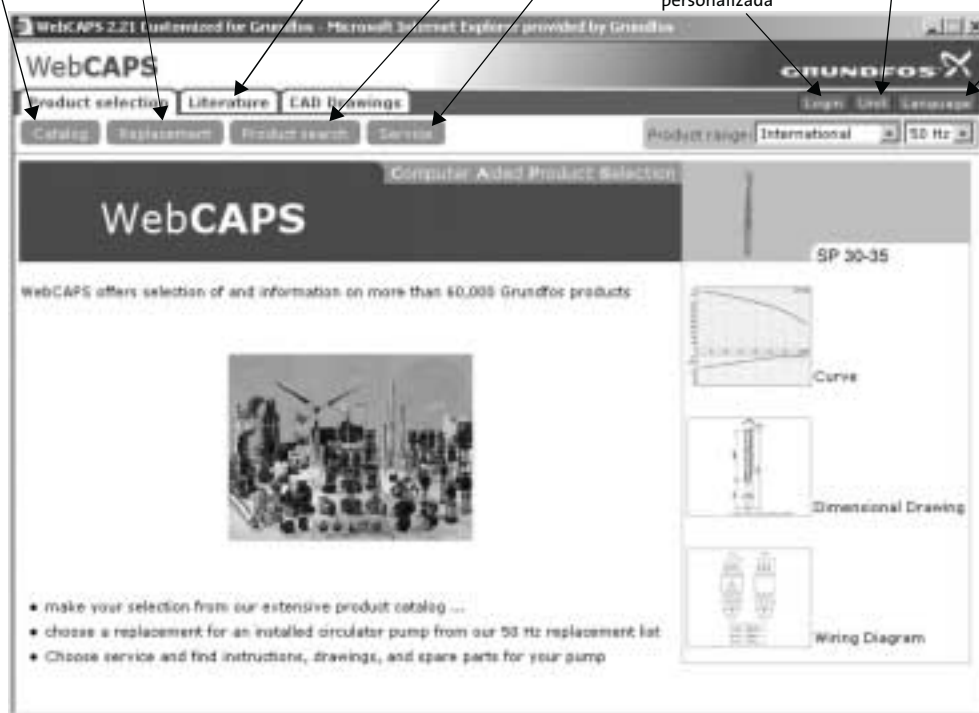 personalizada
WebCAPS 2.21 Customized for Grundfos - Microsoft Internet Explorer provided by Grundfos
WebCAPS
GRUNDFOS
Product selection Literature CAD Drawings
Login Unit Language
Catalog Replacement Product search Service
Product range: International 50 Hz
Computer Aided Product Selection
WebCAPS
SP 30-35
WebCAPS offers selection of and information on more than 60,000 Grundfos products
Curve
Dimensional Drawing
Wiring Diagram
• make your selection from our extensive product catalog ...
• choose a replacement for an installed circulator pump from our 50 Hz replacement list
• Choose service and find instructions, drawings, and spare parts for your pump